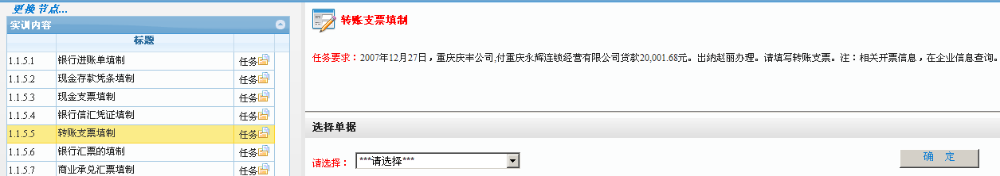 更换节点...
实训内容
标题
1.1.5.1 银行进账单填制 任务
1.1.5.2 现金存款凭条填制 任务
1.1.5.3 现金支票填制 任务
1.1.5.4 银行信汇凭证填制 任务
1.1.5.5 转账支票填制 任务
1.1.5.6 银行汇票的填制 任务
1.1.5.7 商业承兑汇票填制 任务
转账支票填制
任务要求：2007年12月27日，重庆庆丰公司,付重庆永辉连锁经营有限公司货款20,001.68元。出纳赵丽办理。请填写转账支票。注：相关开票信息，在企业信息查询。
选择单据
请选择： ***请选择*** 确 定